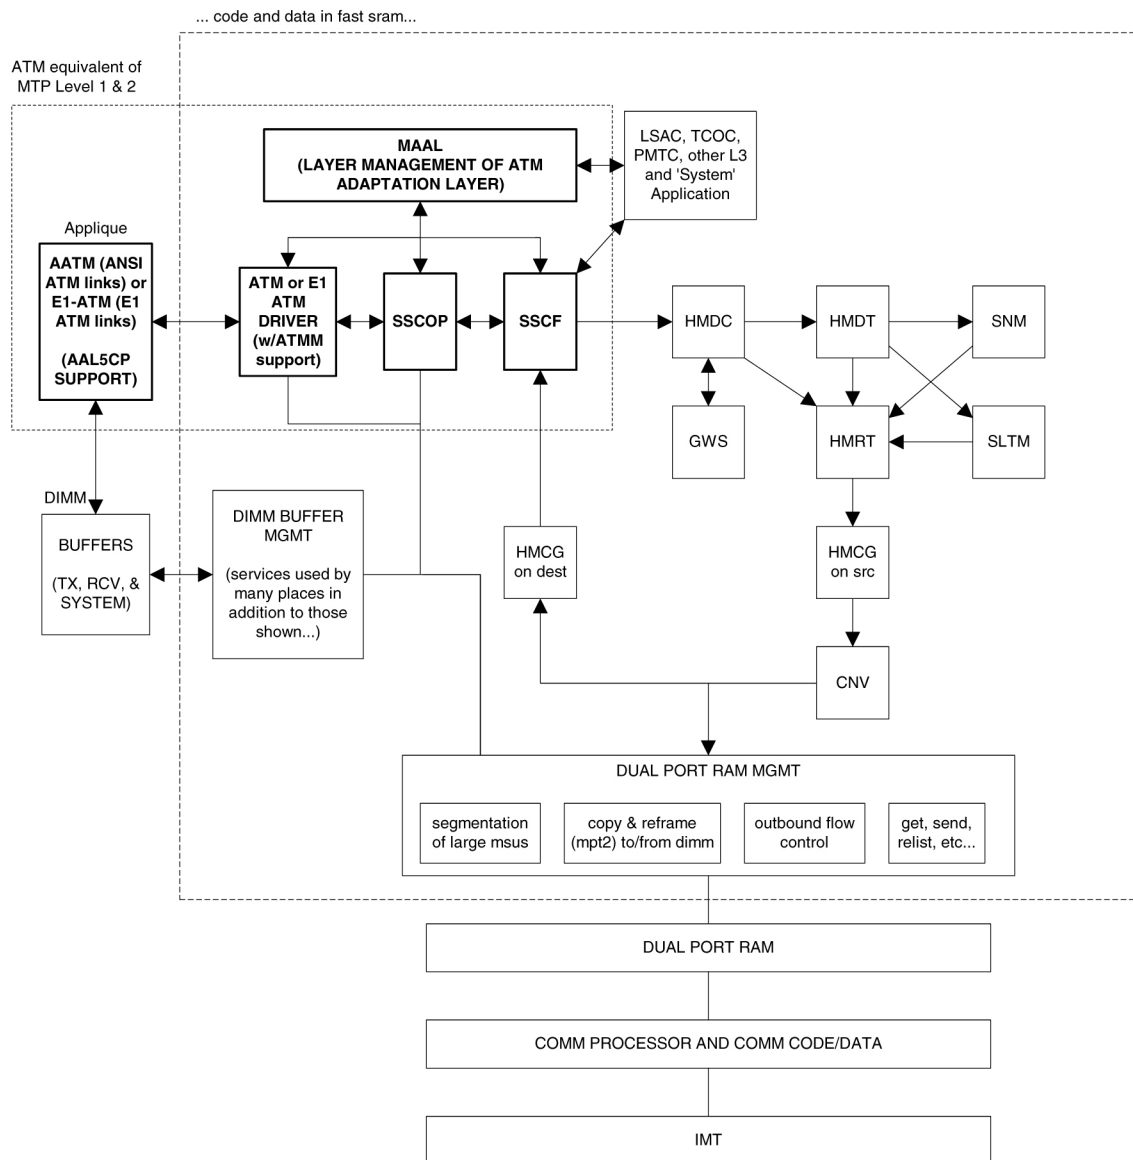 ... code and data in fast sram...
ATM equivalent of
MTP Level 1 & 2
MAAL
(LAYER MANAGEMENT OF ATM
ADAPTATION LAYER)
LSAC, TCOC,
PMTC, other L3
and 'System'
Application
Applique
AATM (ANSI
ATM links) or
E1-ATM (E1
ATM links)
(AAL5CP
SUPPORT)
ATM or E1
ATM
DRIVER
(w/ATMM
support)
SSCOP
SSCF
HMDC
HMDT
SNM
GWS
HMRT
SLTM
DIMM
BUFFERS
(TX, RCV, &
SYSTEM)
DIMM BUFFER
MGMT
(services used by
many places in
addition to those
shown...)
HMCG
on dest
HMCG
on src
CNV
DUAL PORT RAM MGMT
segmentation
of large msus
copy & reframe
(mpt2) to/from dimm
outbound flow
control
get, send,
relist, etc...
DUAL PORT RAM
COMM PROCESSOR AND COMM CODE/DATA
IMT